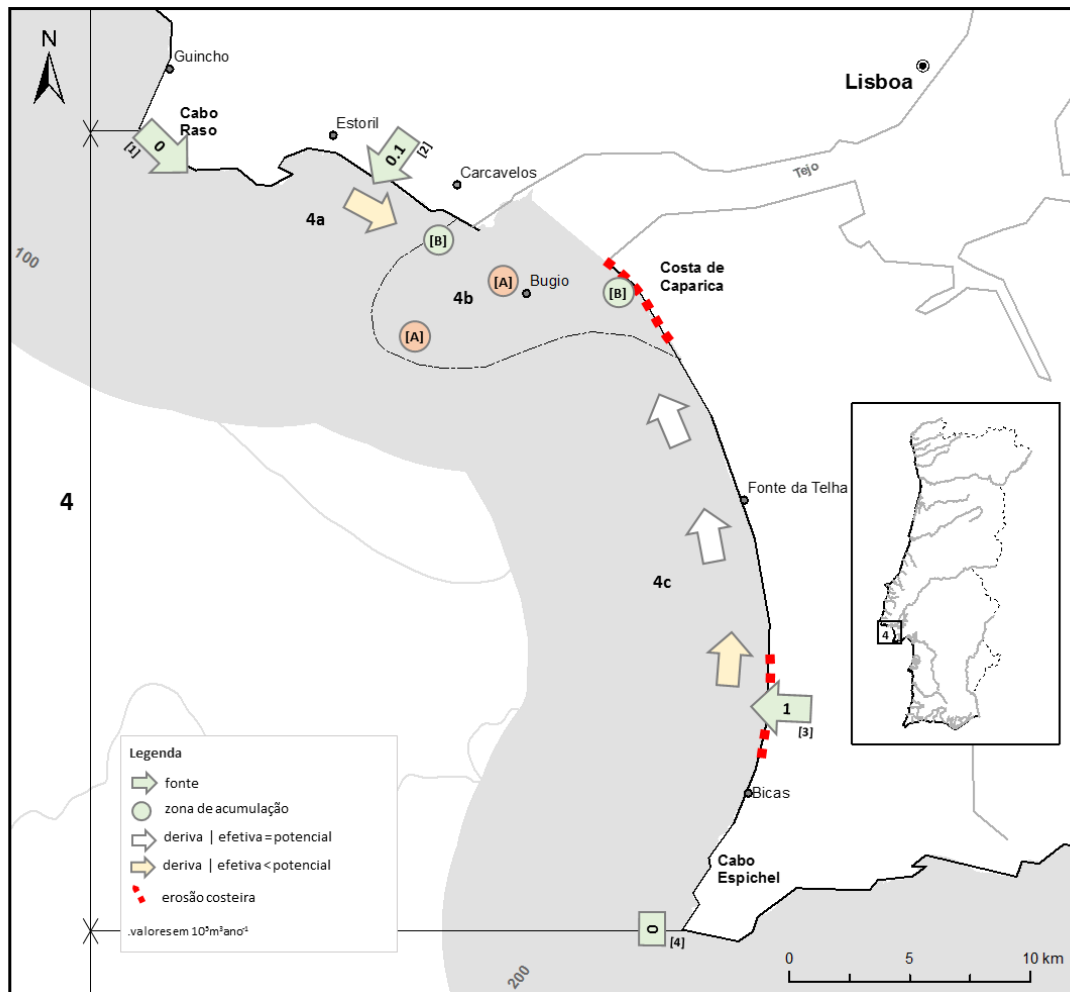 N
Guincho
Lisboa
Cabo
Raso
Estoril
[1]
0
0.1
[2]
Carcavelos
Tejo
4a
100
[B]
Costa de
Caparica
[A]
Bugio
[B]
4b
[A]
4
Fonte da Telha
4c
4
1
[3]
Legenda
fonte
zona de acumulação
deriva | efetiva = potencial
deriva | efetiva < potencial
erosão costeira
.valores em 10⁵m³ano⁻¹
Bicas
Cabo
Espichel
0
[4]
200
0 5 10 km